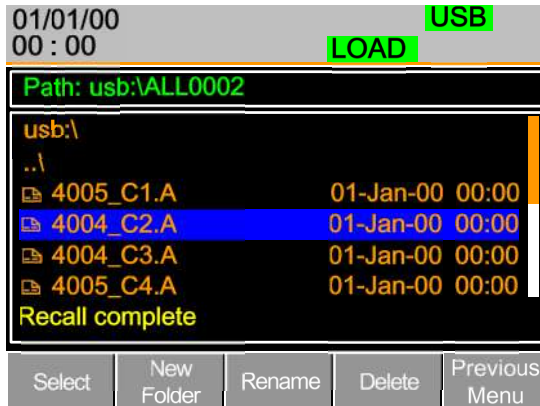 01/01/00 USB
00 : 00 LOAD
Path: usb:\ALL0002
usb:\
..\
4005_C1.A 01-Jan-00 00:00
4004_C2.A 01-Jan-00 00:00
4004_C3.A 01-Jan-00 00:00
4005_C4.A 01-Jan-00 00:00
Recall complete
Select New Folder Rename Delete Previous Menu